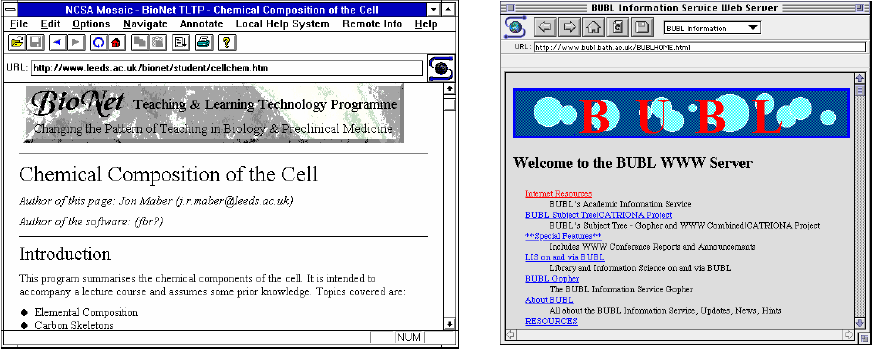 NCSA Mosaic - BioNet TLTP - Chemical Composition of the Cell
File Edit Options Navigate Annotate Local Help System Remote Info Help
URL: http://www.leeds.ac.uk/bionet/student/cellchem.htm
BioNet Teaching & Learning Technology Programme
Changing the Pattern of Teaching in Biology & Preclinical Medicine
Chemical Composition of the Cell
Author of this page: Jon Maber (j.r.maber@leeds.ac.uk)
Author of the software: (fbr?)
Introduction
This program summarises the chemical components of the cell. It is intended to
accompany a lecture course and assumes some prior knowledge. Topics covered are:
Elemental Composition
Carbon Skeletons
NUM
BUBL Information Service Web Server
BUBL Information
URL: http://www.bubl.bath.ac.uk/BUBLHOME.html
BUBL
Welcome to the BUBL WWW Server
Internet Resources
BUBL's Academic Information Service
BUBL Subject Tree|CATRIONA Project
BUBL's Subject Tree - Gopher and WWW Combined|CATRIONA Project
**Special Features**
Includes WWW Conference Reports and Announcements
LIS on and via BUBL
Library and Information Science on and via BUBL
BUBL Gopher
The BUBL Information Service Gopher
About BUBL
All about the BUBL Information Service, Updates, News, Hints
RESOURCES